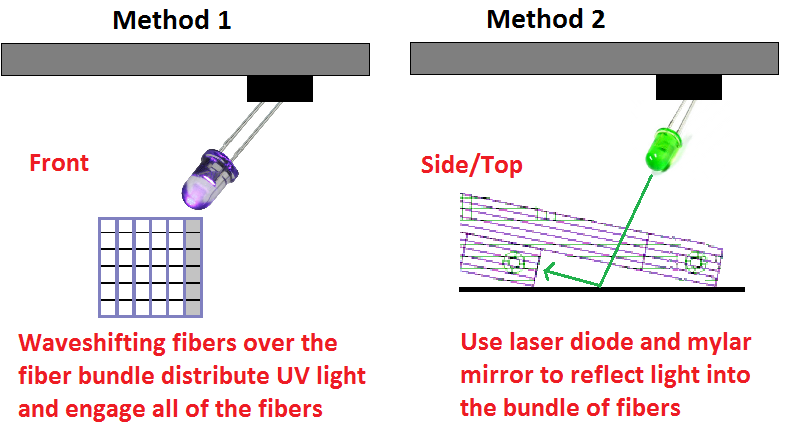 Method 1
Method 2
Front
Side/Top
Waveshifting fibers over the
fiber bundle distribute UV light
and engage all of the fibers
Use laser diode and mylar
mirror to reflect light into
the bundle of fibers